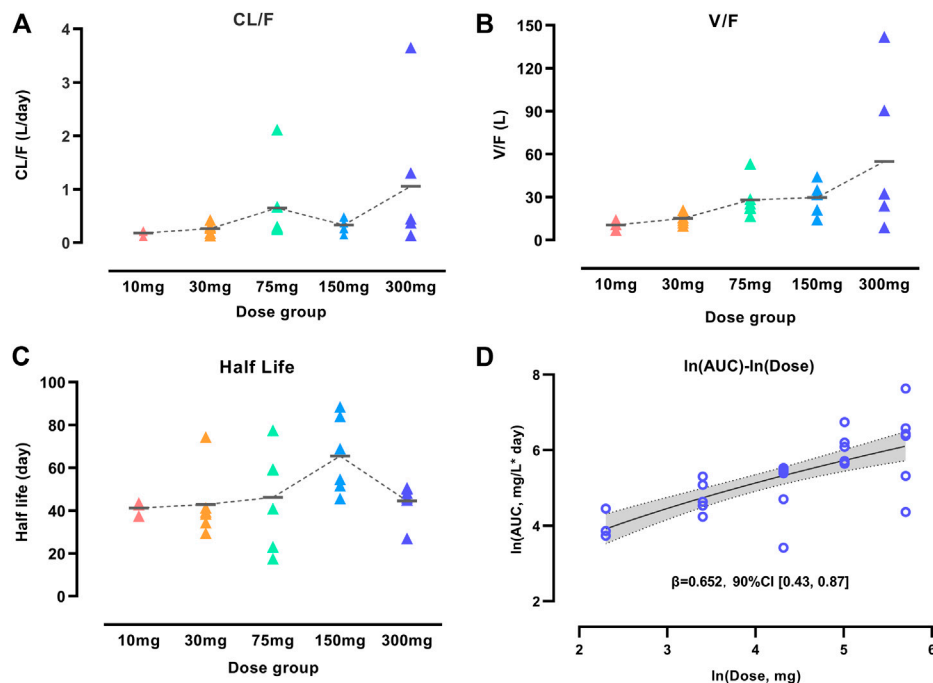 A
CL/F
CL/F (L/day)
4
3
2
1
0
10mg 30mg 75mg 150mg 300mg
Dose group
B
V/F
V/F (L)
150
120
90
60
30
0
10mg 30mg 75mg 150mg 300mg
Dose group
C
Half Life
Half life (day)
100
80
60
40
20
0
10mg 30mg 75mg 150mg 300mg
Dose group
D
ln(AUC)-ln(Dose)
ln(AUC, mg/L* day)
8
6
4
2
β=0.652, 90%CI [0.43, 0.87]
2 3 4 5 6
ln(Dose, mg)